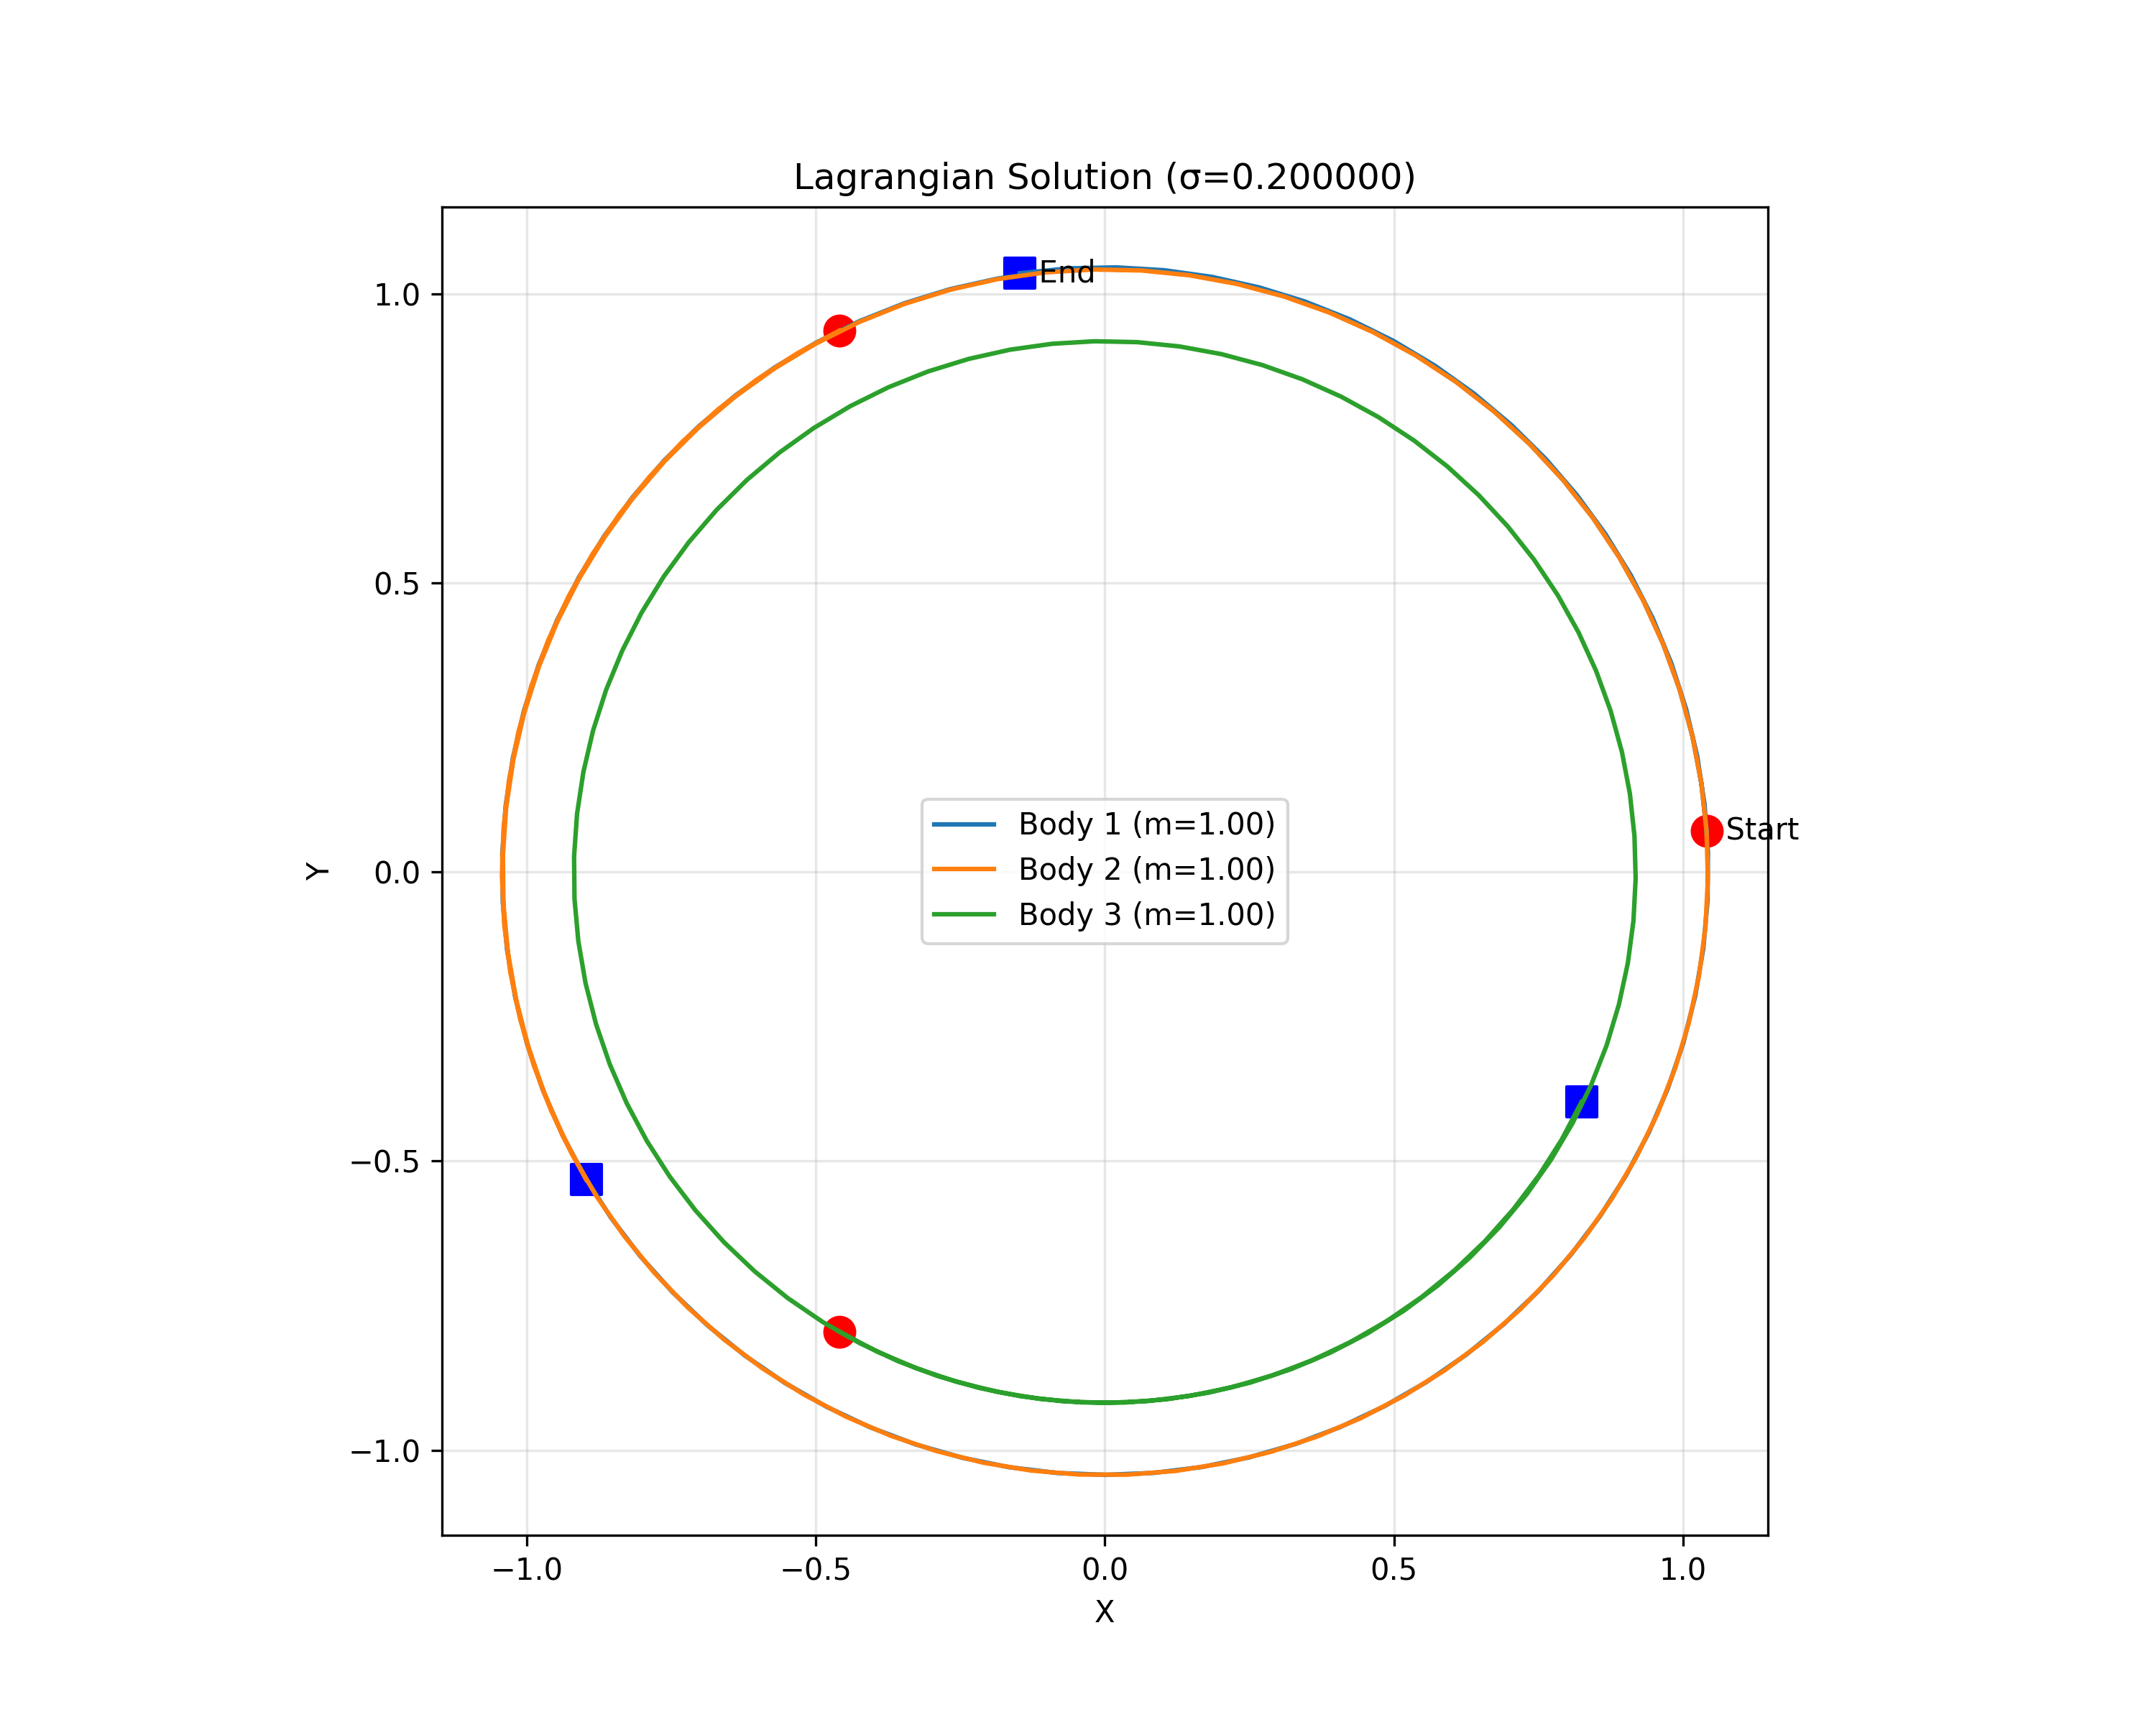 Lagrangian Solution (σ=0.200000)
End
1.0
0.5
Start
Body 1 (m=1.00)
Y
0.0
Body 2 (m=1.00)
Body 3 (m=1.00)
−0.5
−1.0
−1.0
−0.5
0.0
0.5
1.0
X